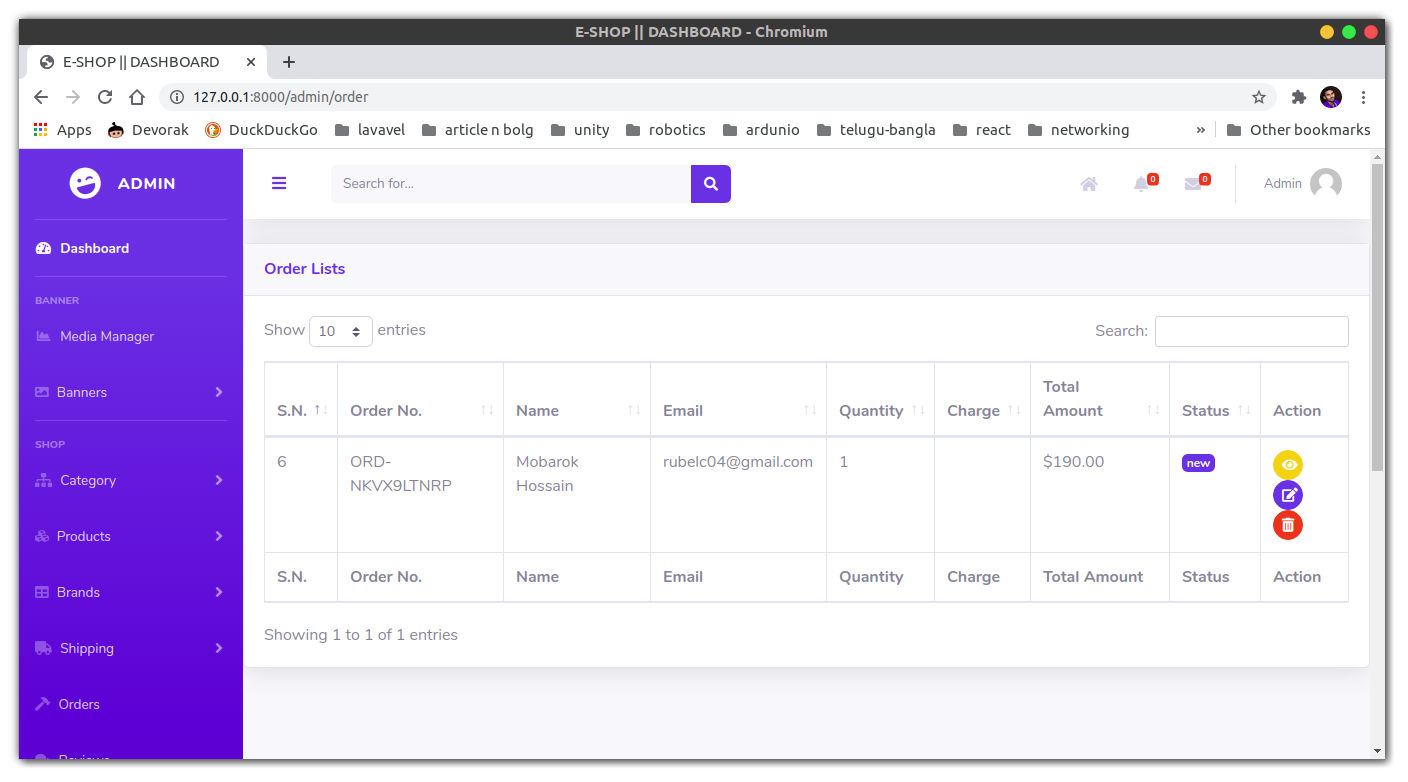 E-SHOP || DASHBOARD - Chromium
E-SHOP || DASHBOARD
127.0.0.1:8000/admin/order
Apps Devorak DuckDuckGo lavavel article n bolg unity robotics ardunio telugu-bangla react networking » Other bookmarks
ADMIN
Search for...
0
0
Admin
Dashboard
BANNER
Media Manager
Banners
SHOP
Category
Products
Brands
Shipping
Orders
Reviews
Order Lists
Show 10 entries
Search:
S.N. Order No. Name Email Quantity Charge Total Amount Status Action
6 ORD- Mobarok rubelc04@gmail.com 1 $190.00 new
NKVX9LTNRP Hossain
S.N. Order No. Name Email Quantity Charge Total Amount Status Action
Showing 1 to 1 of 1 entries